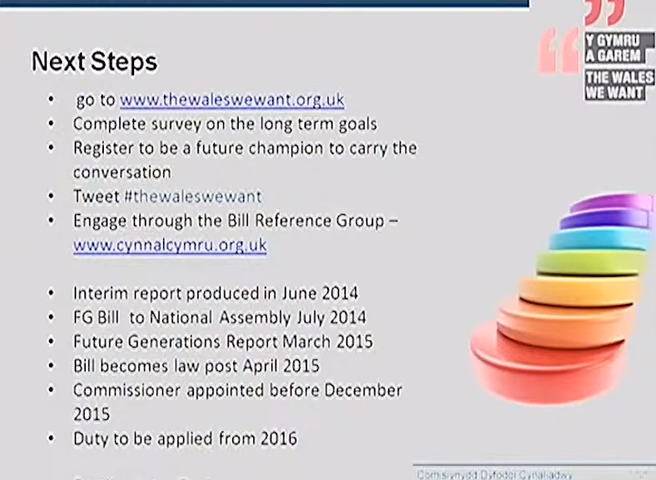 Next Steps
Y GYMRU
A GAREM
THE WALES
WE WANT
• go to www.thewaleswewant.org.uk
• Complete survey on the long term goals
• Register to be a future champion to carry the
conversation
• Tweet #thewaleswewant
• Engage through the Bill Reference Group –
www.cynnalcymru.org.uk
• Interim report produced in June 2014
• FG Bill to National Assembly July 2014
• Future Generations Report March 2015
• Bill becomes law post April 2015
• Commissioner appointed before December
2015
• Duty to be applied from 2016
Comisiynydd Dyfodol Cynaliadwy